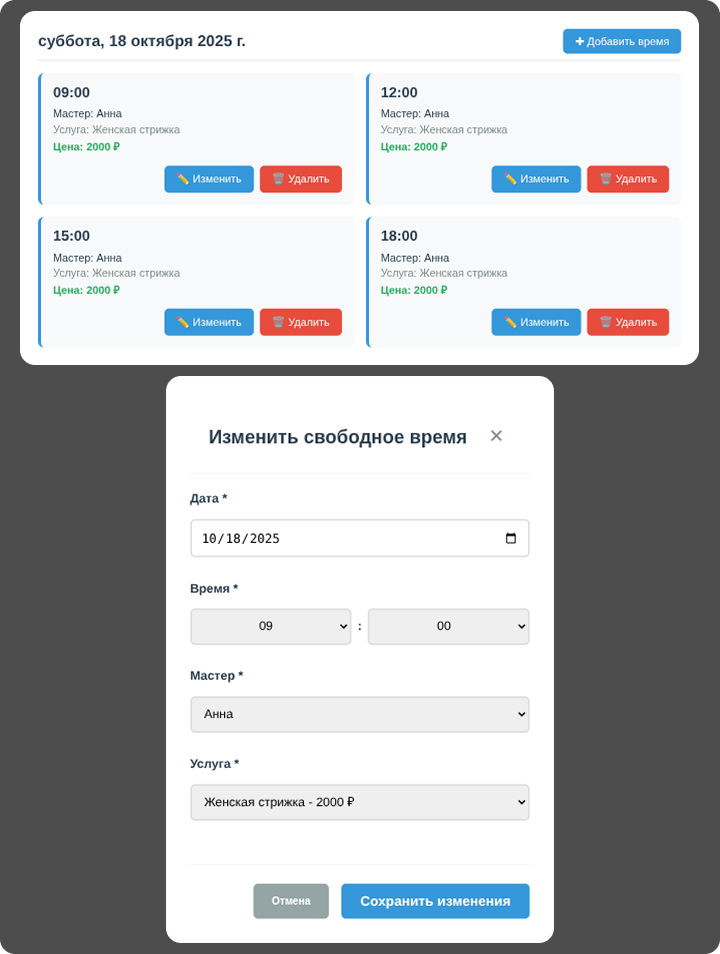 суббота, 18 октября 2025 г.
✚ Добавить время
09:00
Мастер: Анна
Услуга: Женская стрижка
Цена: 2000 ₽
✏️ Изменить
🗑️ Удалить
12:00
Мастер: Анна
Услуга: Женская стрижка
Цена: 2000 ₽
✏️ Изменить
🗑️ Удалить
15:00
Мастер: Анна
Услуга: Женская стрижка
Цена: 2000 ₽
✏️ Изменить
🗑️ Удалить
18:00
Мастер: Анна
Услуга: Женская стрижка
Цена: 2000 ₽
✏️ Изменить
🗑️ Удалить
Изменить свободное время ✕
Дата *
10/18/2025
Время *
09 : 00
Мастер *
Анна
Услуга *
Женская стрижка - 2000 ₽
Отмена
Сохранить изменения